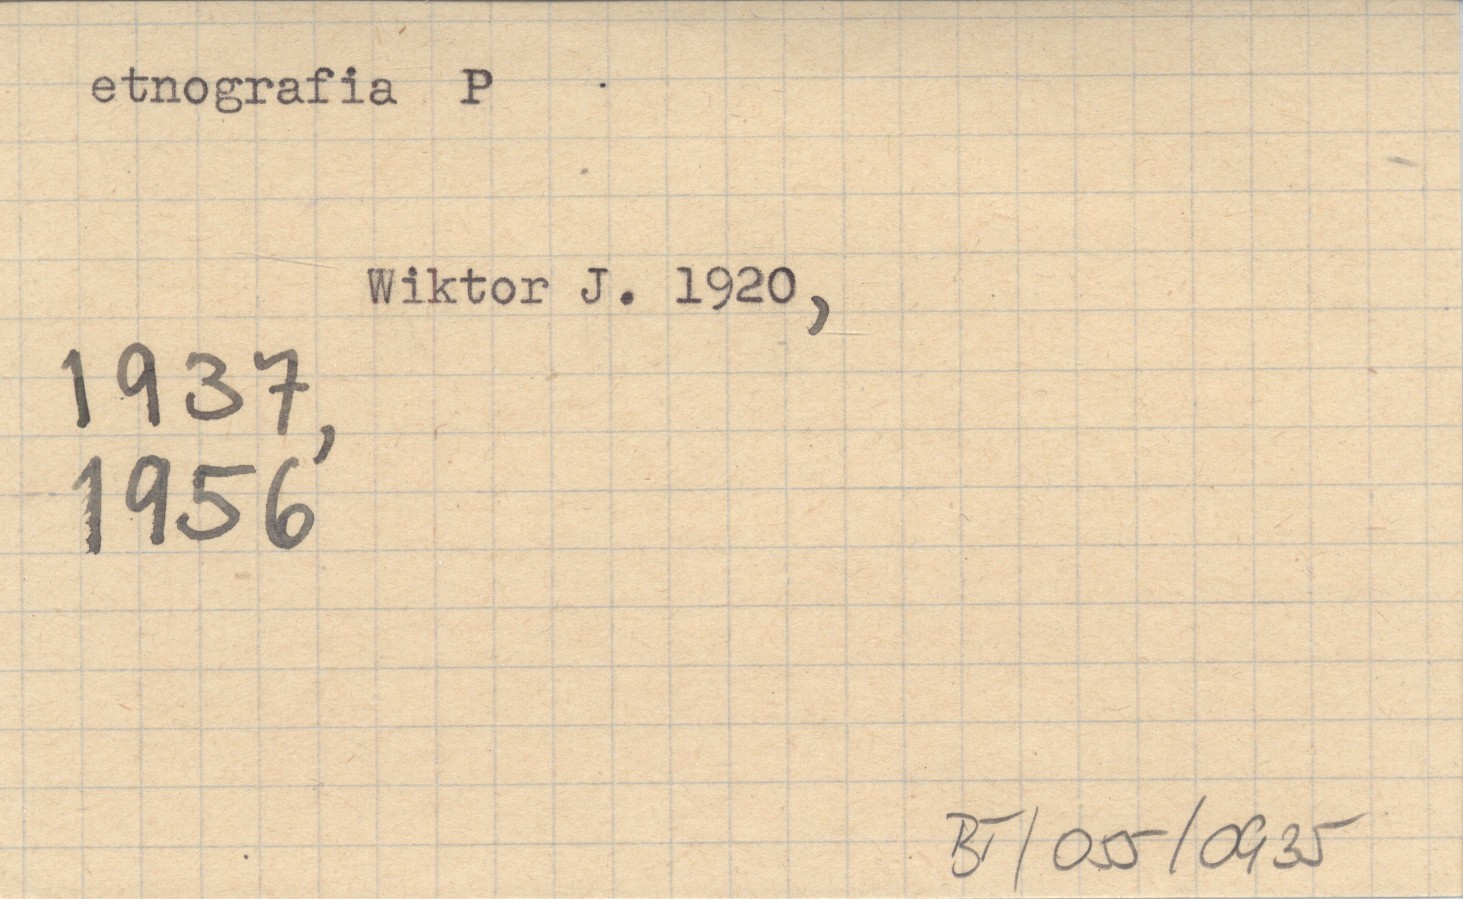 etnografia P
Wiktor J. 1920,
1937,
1956
BT/055/0935